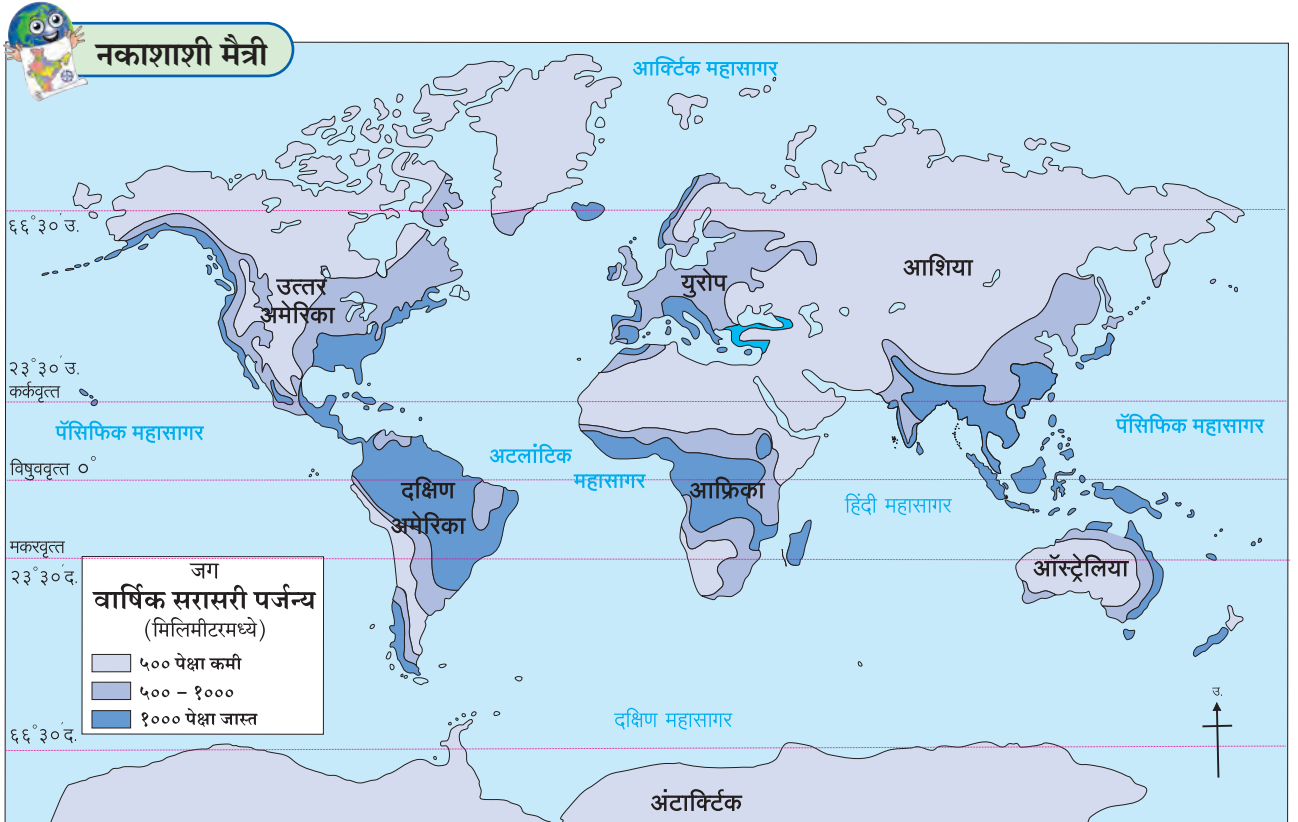 नकाशाशी मैत्री
आर्क्टिक महासागर
६६°३०' उ.
उत्तर
अमेरिका
युरोप
आशिया
२३°३०' उ.
कर्कवृत्त
पॅसिफिक महासागर
अटलांटिक
महासागर
पॅसिफिक महासागर
विषुववृत्त ०°
दक्षिण
अमेरिका
आफ्रिका
हिंदी महासागर
मकरवृत्त
२३°३०'द.
ऑस्ट्रेलिया
जग
वार्षिक सरासरी पर्जन्य
(मिलिमीटरमध्ये)
५०० पेक्षा कमी
५०० – १०००
१००० पेक्षा जास्त
दक्षिण महासागर
उ.
६६°३०'द.
अंटार्क्टिक